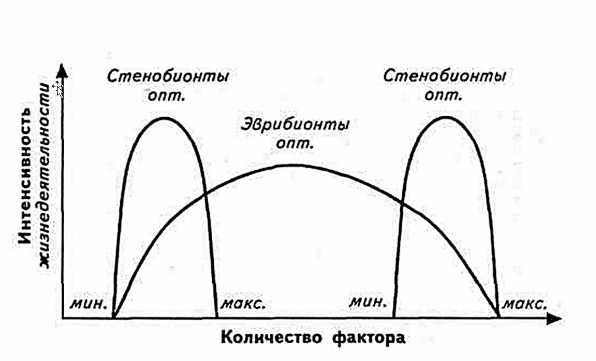 Стенобионты
опт.
Стенобионты
опт.
Эврибионты
опт.
Интенсивность
жизнедеятельности
мин.
макс.
мин.
макс.
Количество фактора